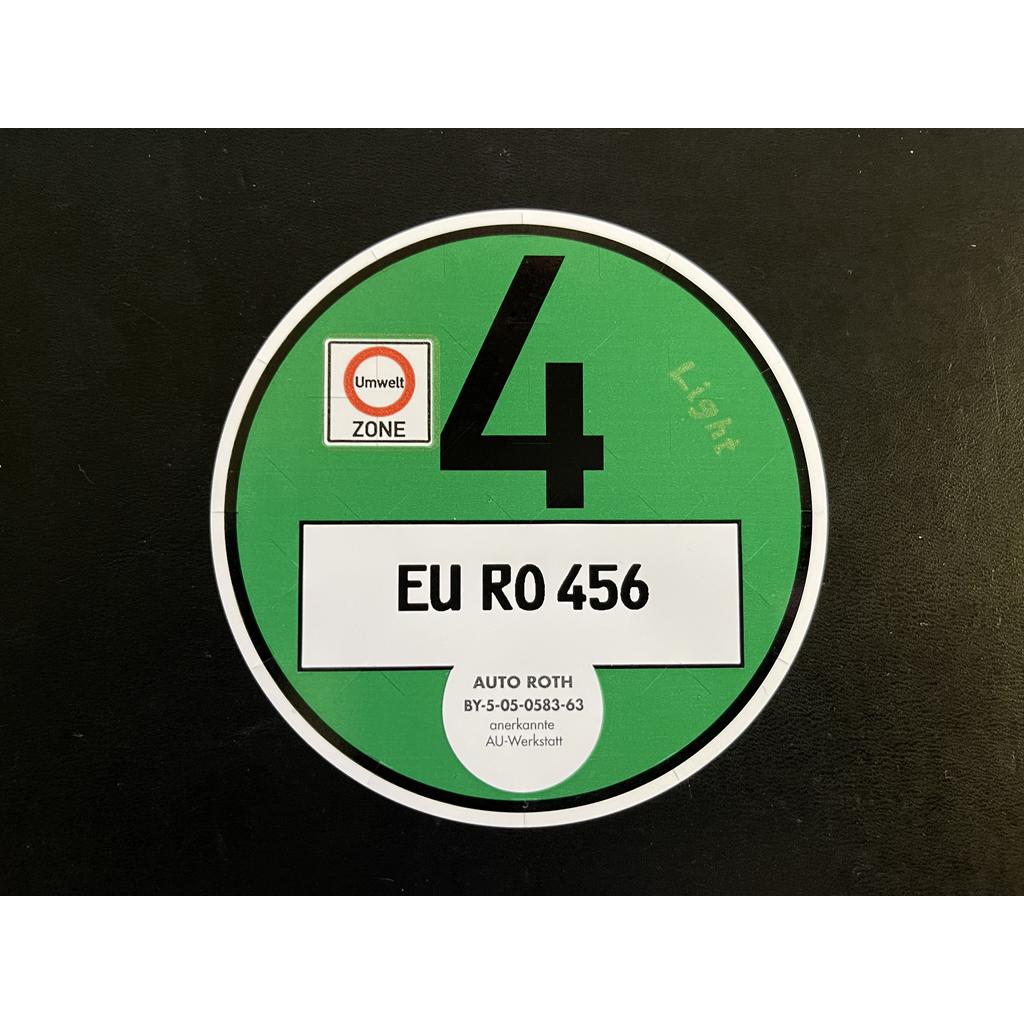 4
Umwelt
ZONE
Light
EU RO 456
AUTO ROTH
BY-5-05-0583-63
anerkannte
AU-Werkstatt